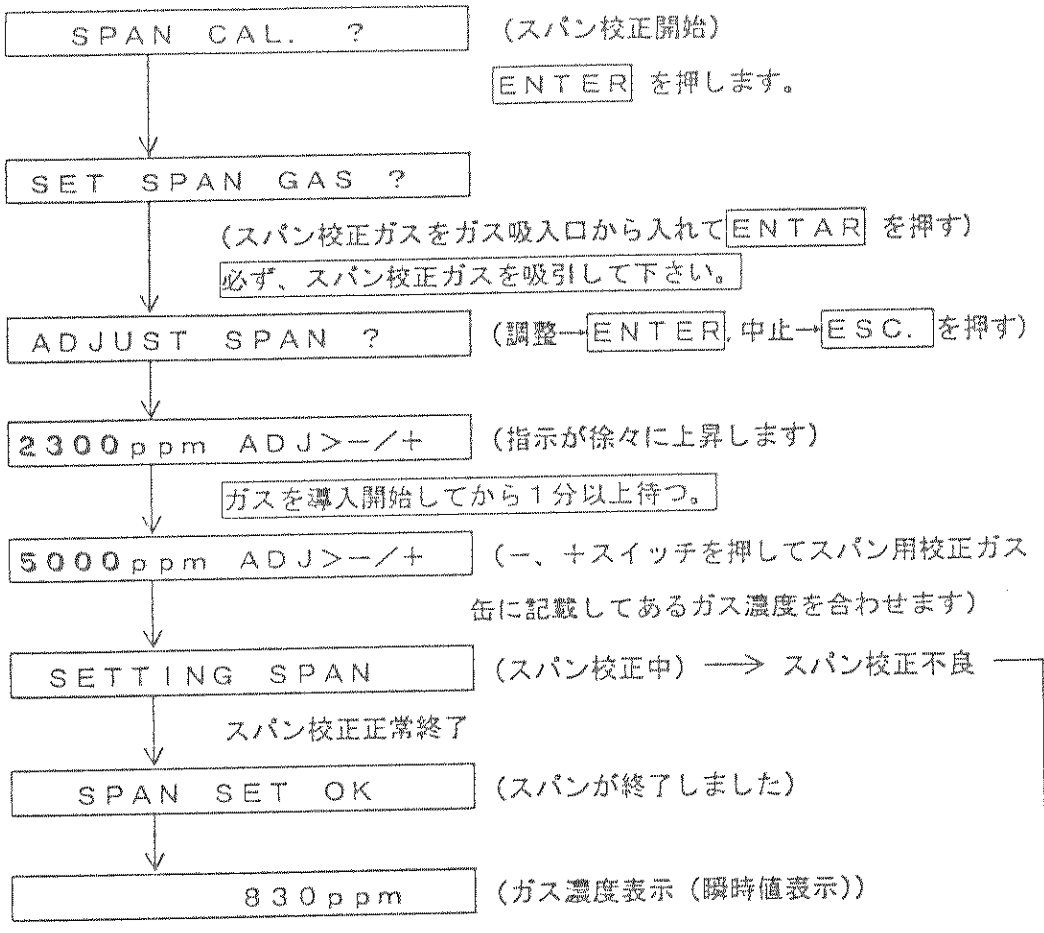 SPAN CAL. ? (スパン校正開始)
ENTER を押します。
SET SPAN GAS ?
(スパン校正ガスをガス吸入口から入れてENTAR を押す)
必ず、スパン校正ガスを吸引して下さい。
ADJUST SPAN ? (調整→ENTER,中止→ESC. を押す)
2300ppm ADJ>−/+ (指示が徐々に上昇します)
ガスを導入開始してから1分以上待つ。
5000ppm ADJ>−/+ (−、+スイッチを押してスパン用校正ガス
缶に記載してあるガス濃度を合わせます)
SETTING SPAN (スパン校正中) → スパン校正不良
スパン校正正常終了
SPAN SET OK (スパンが終了しました)
830ppm (ガス濃度表示(瞬時値表示))